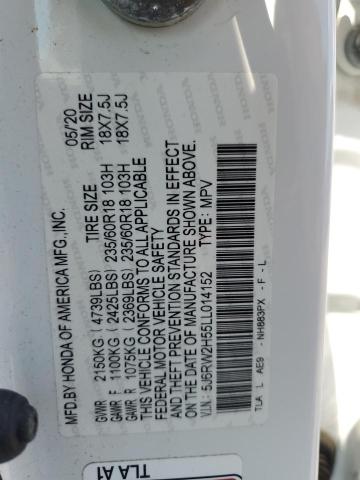 MFD.BY HONDA OF AMERICA MFG.,INC. 05/'20
TIRE SIZE RIM SIZE
GVWR 2150KG (4739LBS)
GAWR F 1100KG (2425LBS) 235/60R18 103H 18X7.5J
GAWR R 1075KG (2369LBS) 235/60R18 103H 18X7.5J
THIS VEHICLE CONFORMS TO ALL APPLICABLE
FEDERAL MOTOR VEHICLE SAFETY
AND THEFT PREVENTION STANDARDS IN EFFECT
ON THE DATE OF MANUFACTURE SHOWN ABOVE.
V.I.N.: 5J6RW2H55LL014152 TYPE: MPV
TLA L AE9 - NH883PX - F - L
TLA A1